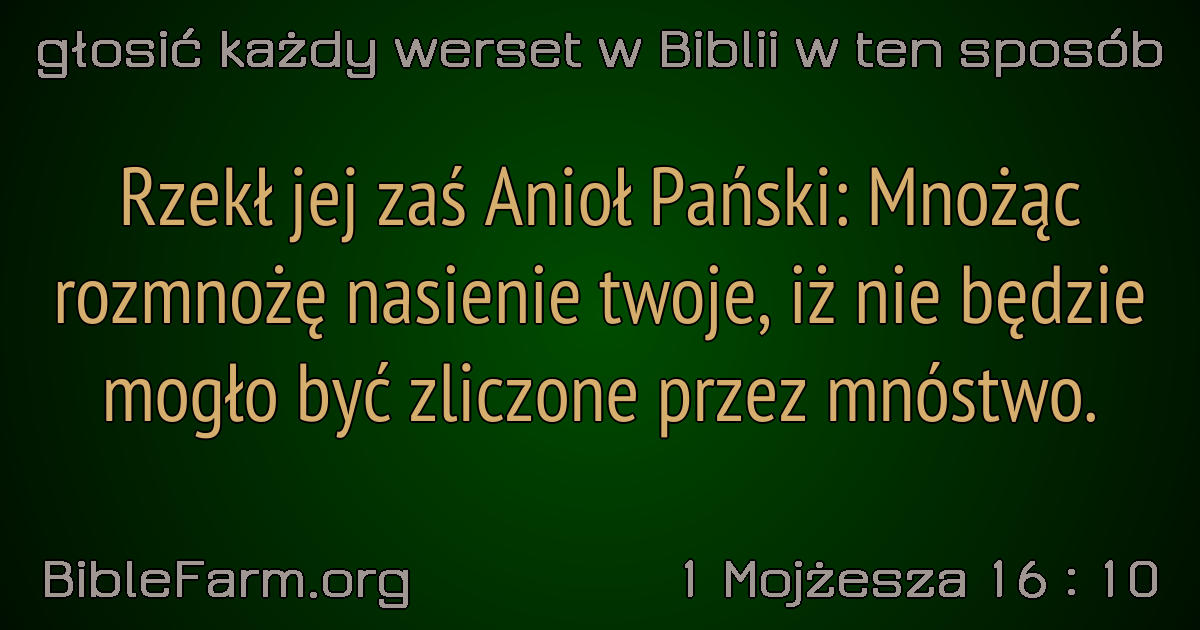 głosić każdy werset w Biblii w ten sposób
Rzekł jej zaś Anioł Pański: Mnożąc
rozmnożę nasienie twoje, iż nie będzie
mogło być zliczone przez mnóstwo.
BibleFarm.org
1 Mojżesza 16 : 10